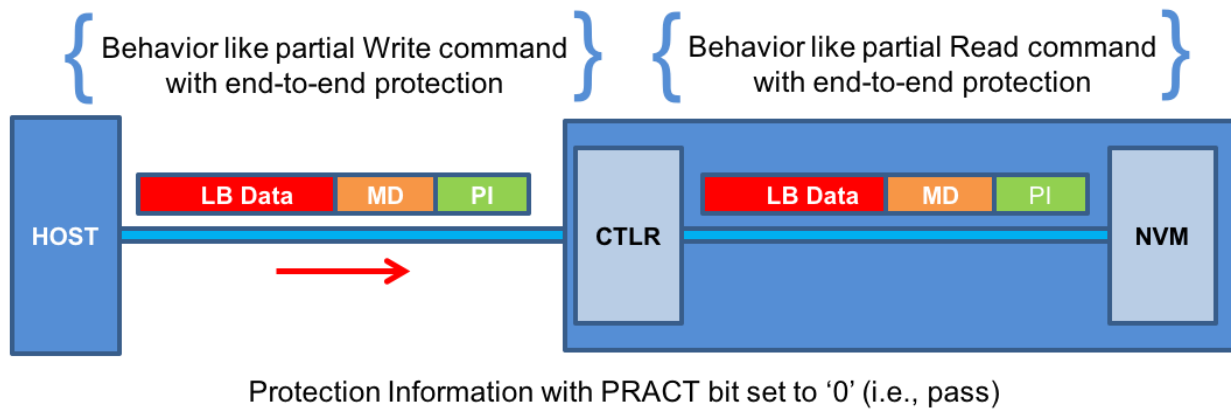 Behavior like partial Write command
with end-to-end protection
Behavior like partial Read command
with end-to-end protection
LB Data MD PI
LB Data MD PI
HOST
CTLR
NVM
Protection Information with PRACT bit set to ‘0’ (i.e., pass)